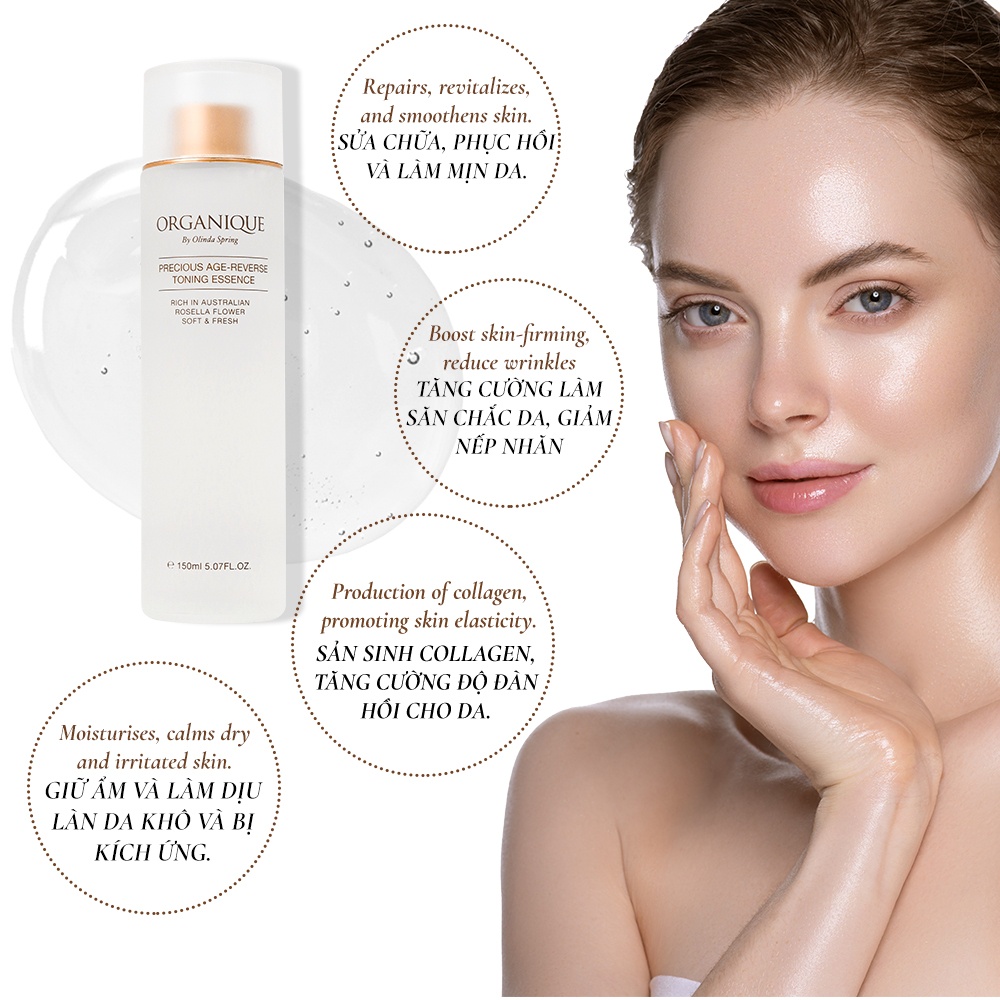 Repairs, revitalizes,
and smoothens skin.
SỬA CHỮA, PHỤC HỒI
VÀ LÀM MỊN DA.
ORGANIQUE
By Olinda Spring
PRECIOUS AGE-REVERSE
TONING ESSENCE
RICH IN AUSTRALIAN
ROSELLA FLOWER
SOFT & FRESH
℮ 150ml 5.07FL.OZ.
Boost skin-firming,
reduce wrinkles
TĂNG CƯỜNG LÀM
SĂN CHẮC DA, GIẢM
NẾP NHĂN
Production of collagen,
promoting skin elasticity.
SẢN SINH COLLAGEN,
TĂNG CƯỜNG ĐỘ ĐÀN
HỒI CHO DA.
Moisturises, calms dry
and irritated skin.
GIỮ ẨM VÀ LÀM DỊU
LÀN DA KHÔ VÀ BỊ
KÍCH ỨNG.